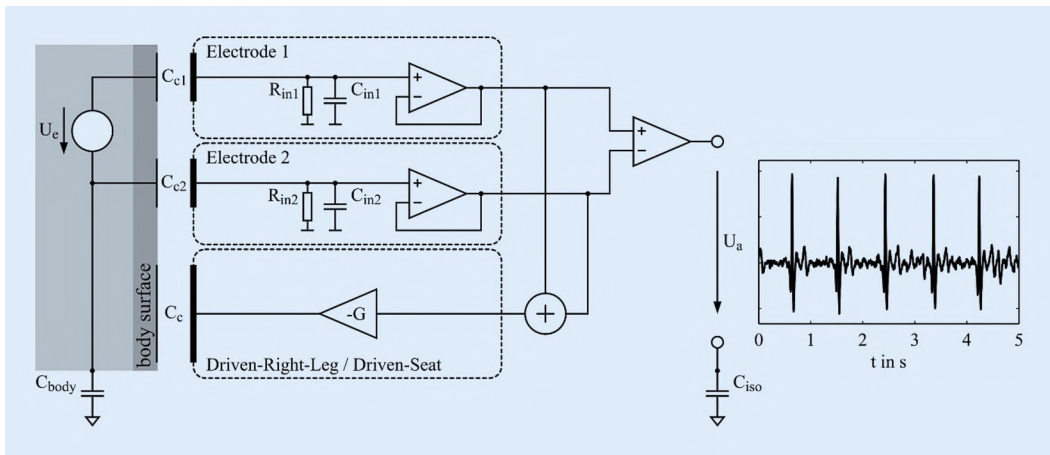 Electrode 1
C_c1
R_in1
C_in1
+
−
U_e
+
−
Electrode 2
C_c2
R_in2
C_in2
+
−
U_a
body surface
C_c
-G
+
Driven-Right-Leg / Driven-Seat
C_body
C_iso
0 1 2 3 4 5
t in s